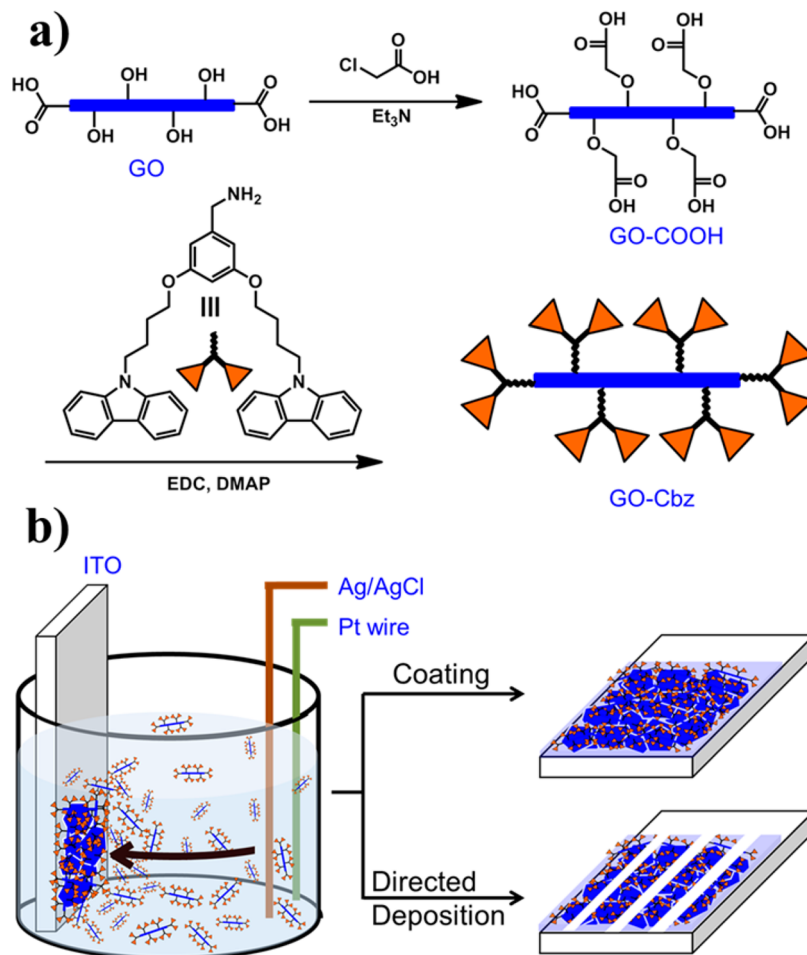 a)
OH OH
HO O
O OH
OH OH
GO
Cl O
OH
Et₃N
OH OH
O O
O O
HO O
O OH
O O
O O
OH OH
GO-COOH
NH₂
O O
III
N N
EDC, DMAP
GO-Cbz
b)
ITO
Ag/AgCl
Pt wire
Coating
Directed
Deposition